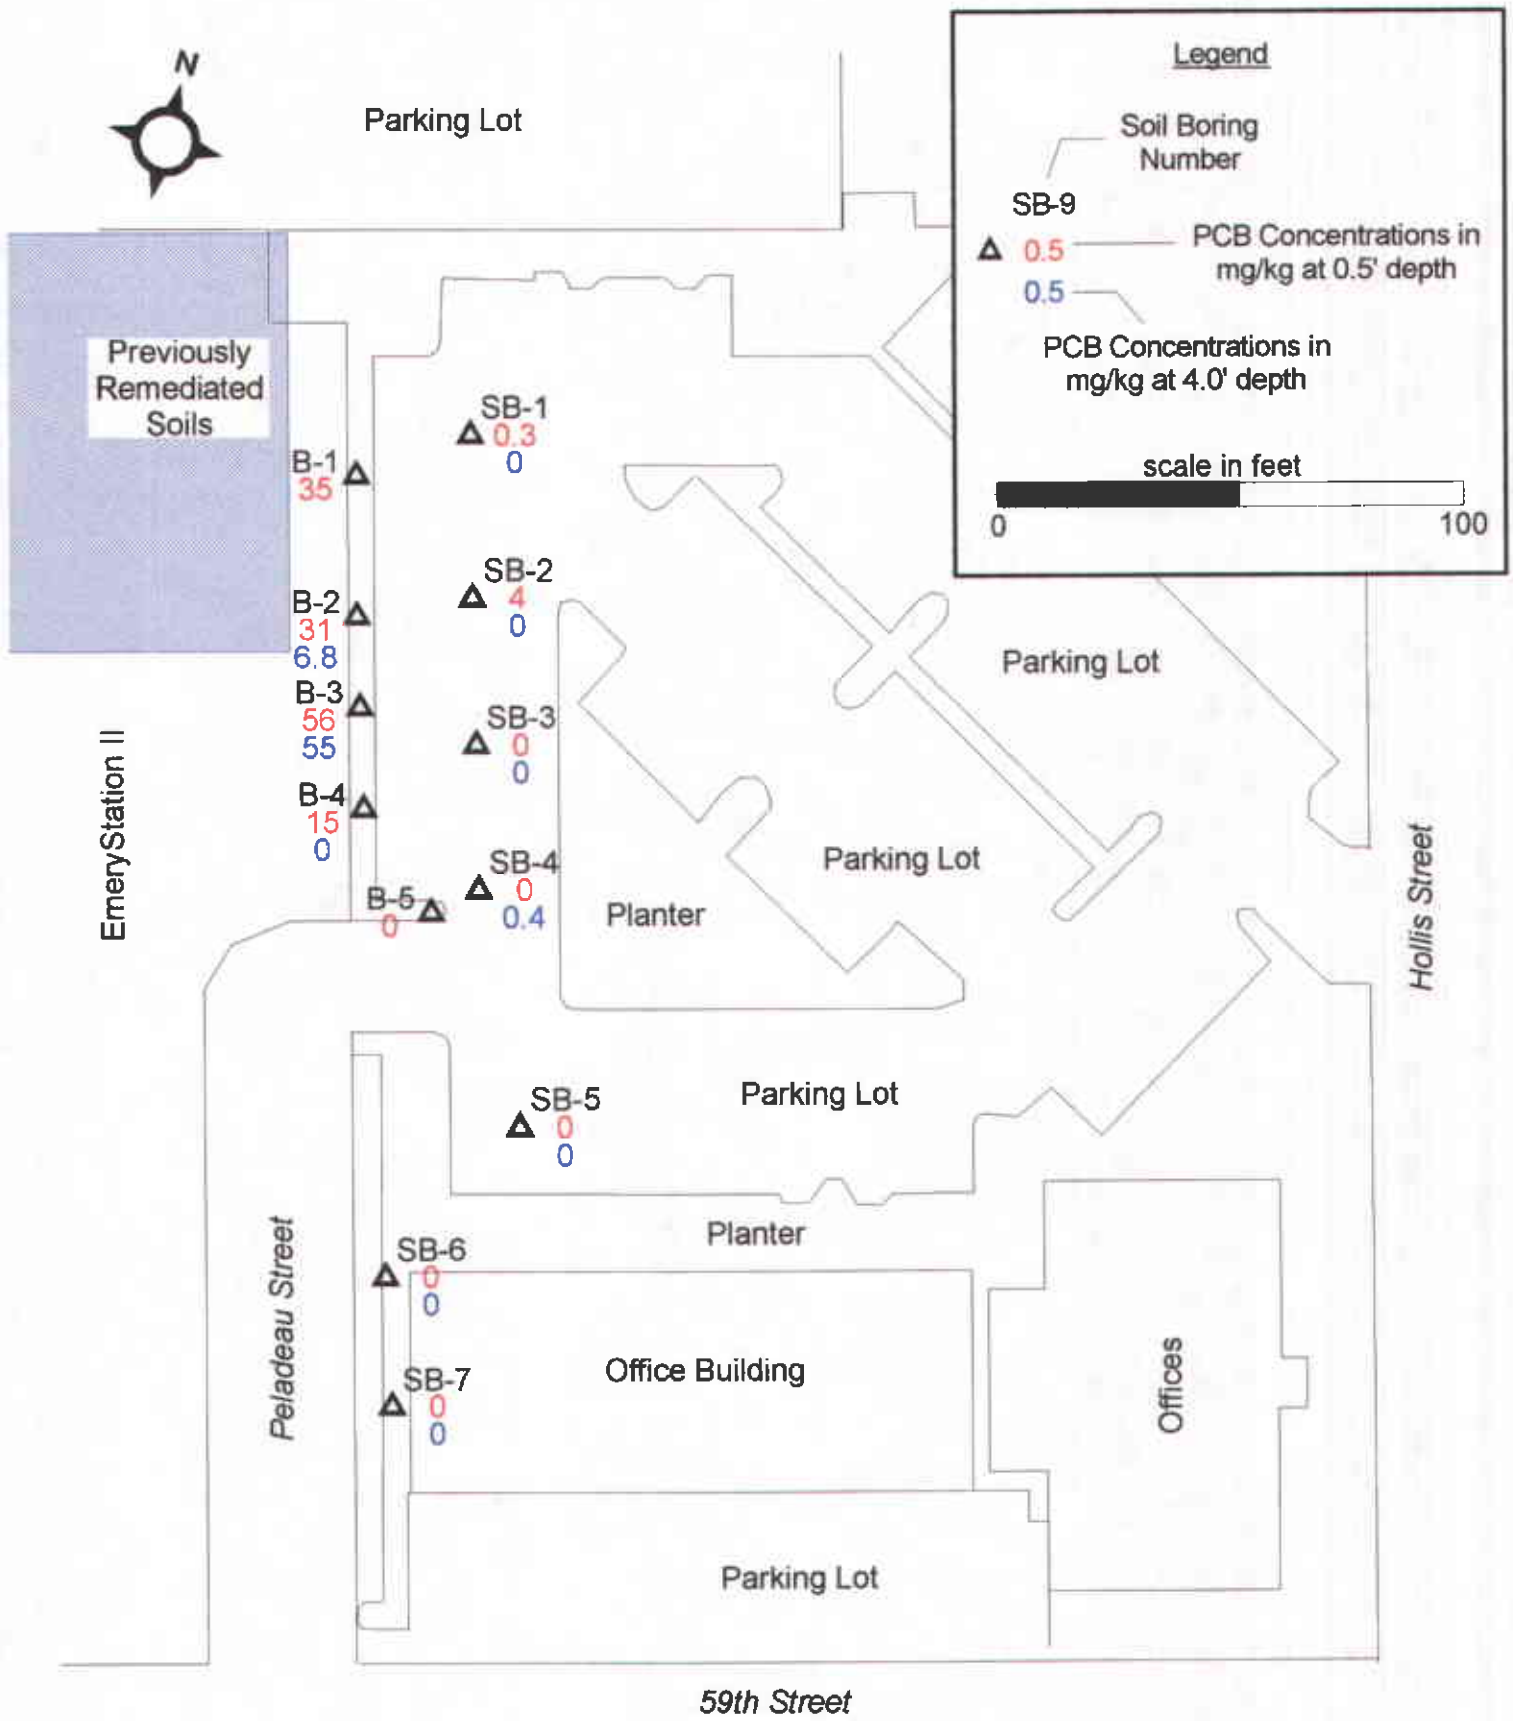 N
Parking Lot
Legend
Soil Boring
Number
SB-9
0.5
PCB Concentrations in
mg/kg at 0.5' depth
0.5
PCB Concentrations in
mg/kg at 4.0' depth
scale in feet
0
100
Previously
Remediated
Soils
SB-1
0.3
0
B-1
35
SB-2
4
0
B-2
31
6.8
B-3
56
55
SB-3
0
0
B-4
15
0
SB-4
0
0.4
B-5
0
EmeryStation II
Parking Lot
Parking Lot
Planter
Hollis Street
SB-5
0
0
Parking Lot
Planter
Peladeau Street
SB-6
0
0
SB-7
0
0
Office Building
Offices
Parking Lot
59th Street